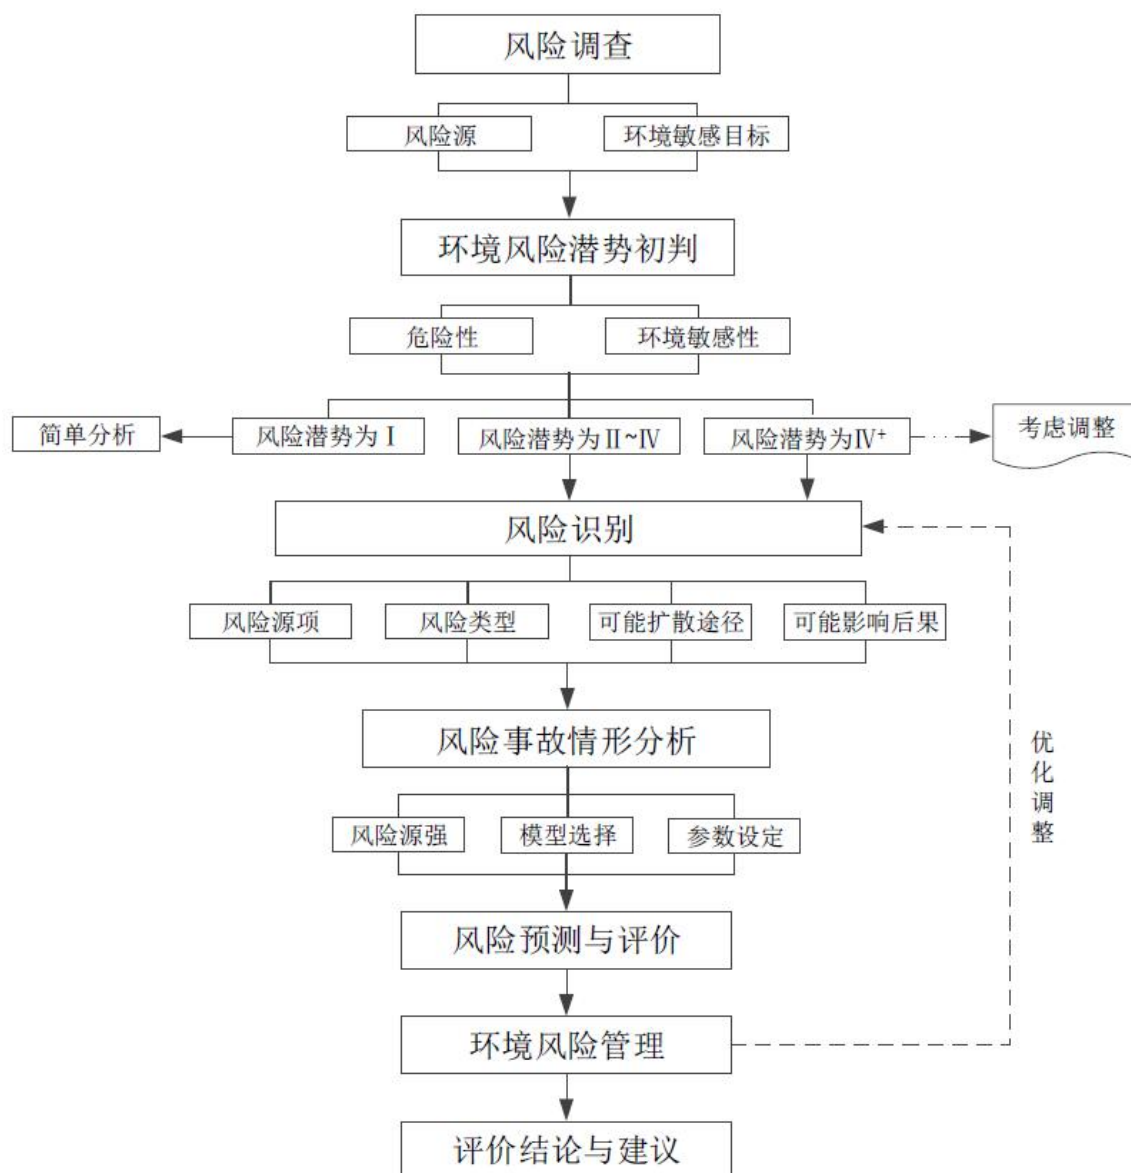 风险调查
风险源
环境敏感目标
环境风险潜势初判
危险性
环境敏感性
简单分析
风险潜势为Ⅰ
风险潜势为Ⅱ~Ⅳ
风险潜势为Ⅳ⁺
考虑调整
风险识别
风险源项
风险类型
可能扩散途径
可能影响后果
风险事故情形分析
优化调整
风险源强
模型选择
参数设定
风险预测与评价
环境风险管理
评价结论与建议